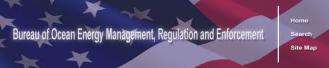 Bureau of Ocean Energy Management, Regulation and Enforcement
Home
Search
Site Map